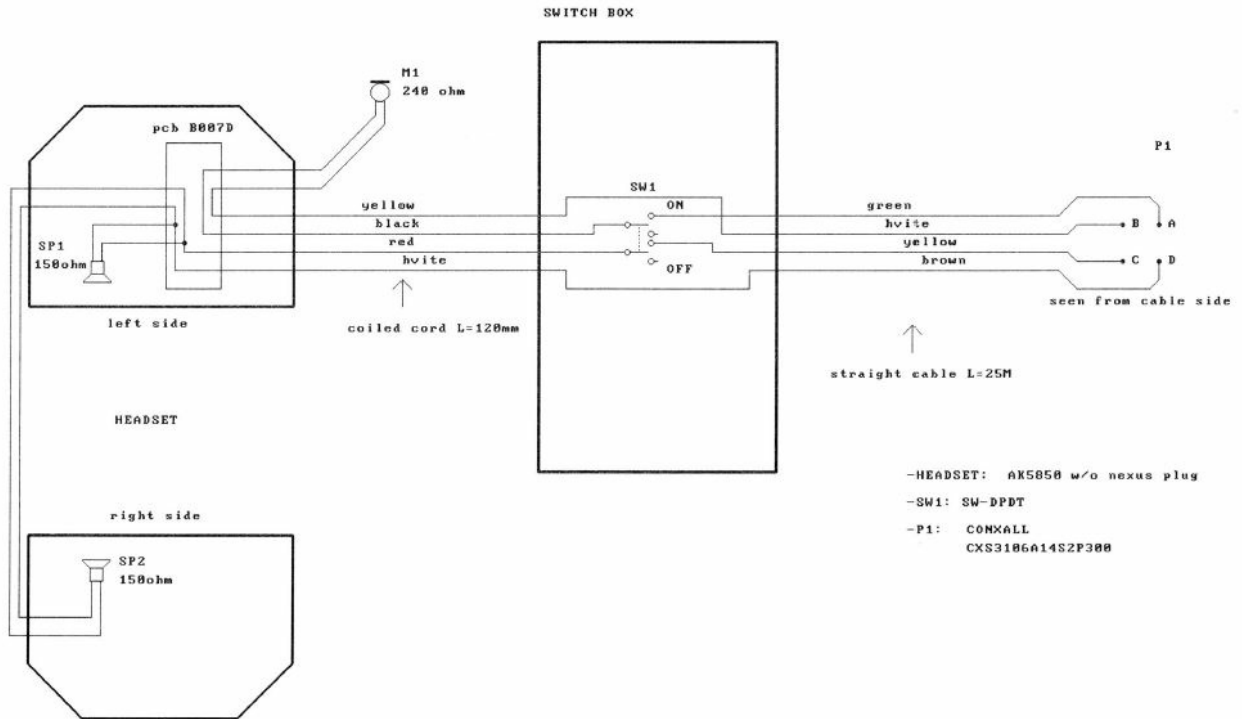 SWITCH BOX
M1
240 ohm
pcb B007D
P1
yellow
SW1
ON
green
black
hvite
B
A
SP1
150ohm
red
yellow
hvite
OFF
brown
C
D
seen from cable side
left side
coiled cord L=120mm
straight cable L=25M
HEADSET
-HEADSET: AK5850 w/o nexus plug
-SW1: SW-DPDT
-P1: CONXALL
CXS3106A14S2P300
right side
SP2
150ohm